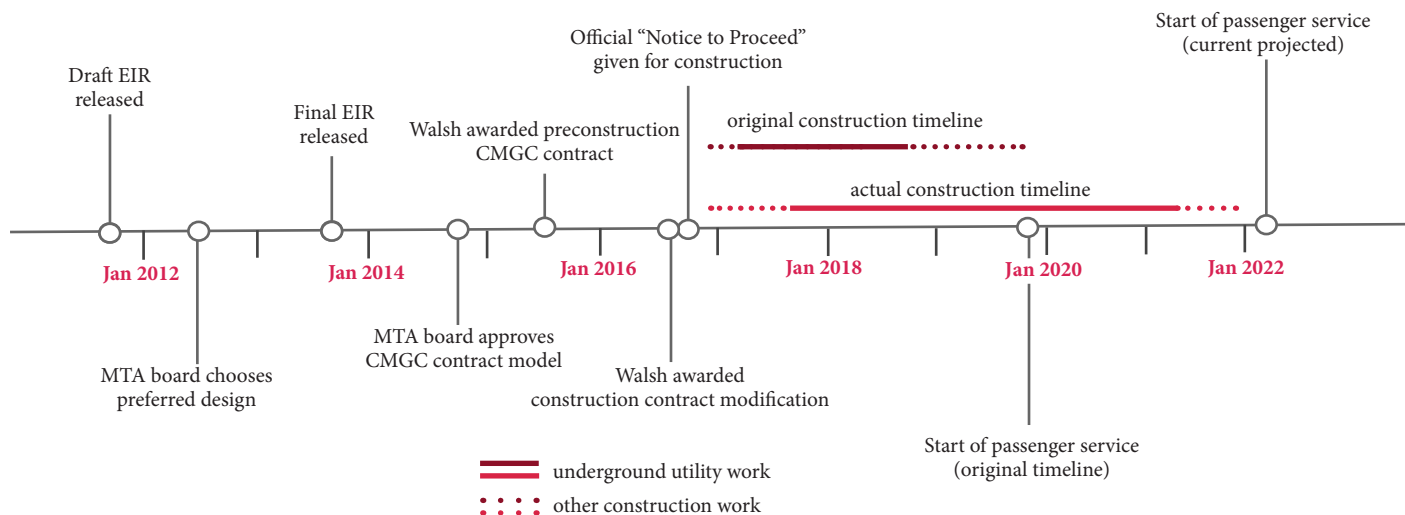 Start of passenger service
(current projected)
Official “Notice to Proceed”
given for construction
Draft EIR
released
Final EIR
released
Walsh awarded preconstruction
CMGC contract
original construction timeline
actual construction timeline
Jan 2012
Jan 2014
Jan 2016
Jan 2018
Jan 2020
Jan 2022
MTA board chooses
preferred design
MTA board approves
CMGC contract model
Walsh awarded
construction contract modification
Start of passenger service
(original timeline)
underground utility work
other construction work